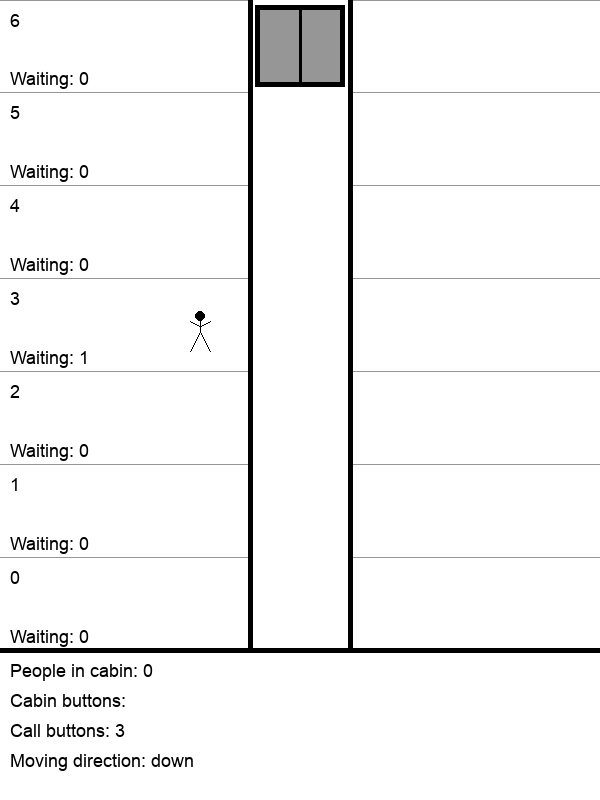 6
Waiting: 0
5
Waiting: 0
4
Waiting: 0
3
Waiting: 1
2
Waiting: 0
1
Waiting: 0
0
Waiting: 0
People in cabin: 0
Cabin buttons:
Call buttons: 3
Moving direction: down